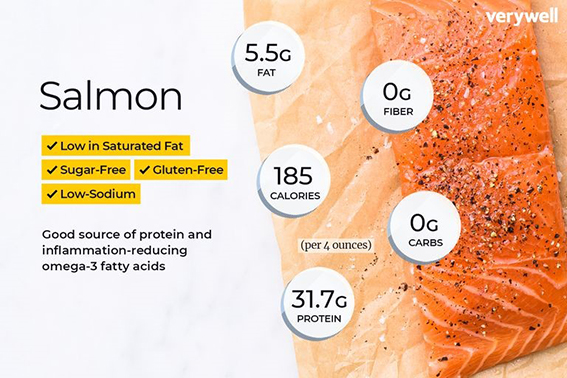 verywell
Salmon
Low in Saturated Fat
Sugar-Free
Gluten-Free
Low-Sodium
Good source of protein and
inflammation-reducing
omega-3 fatty acids
5.5G
FAT
0G
FIBER
185
CALORIES
0G
CARBS
(per 4 ounces)
31.7G
PROTEIN